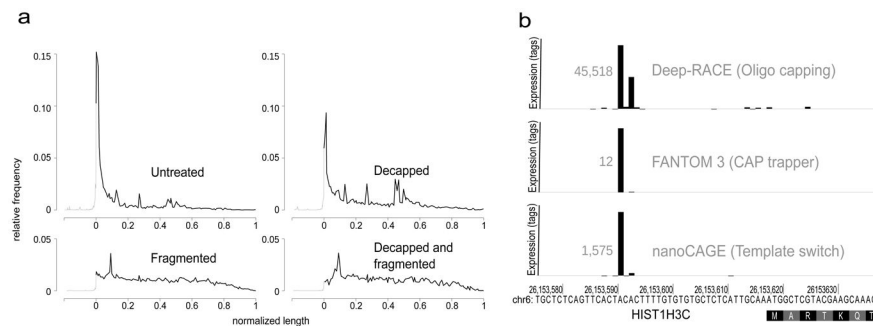 a
relative frequency
0.15
0.10
0.05
0
Untreated
0 0.2 0.4 0.6 0.8 1
0.15
0.10
0.05
0
Decapped
0 0.2 0.4 0.6 0.8 1
0.05
0
Fragmented
0 0.2 0.4 0.6 0.8 1
0.05
0
Decapped and
fragmented
0 0.2 0.4 0.6 0.8 1
normalized length
b
Expression (tags)
45,518
Deep-RACE (Oligo capping)
Expression (tags)
12
FANTOM 3 (CAP trapper)
Expression (tags)
1,575
nanoCAGE (Template switch)
26,153,580 26,153,590 26,153,600 26,153,610 26,153,620 26153630
chr6: TGCTCTCAGTTCACTACACTTTTGTGTGTGCTCTCATTGCAAATGGCTCGTACGAAGCAAAC
HIST1H3C
M A R T K Q T